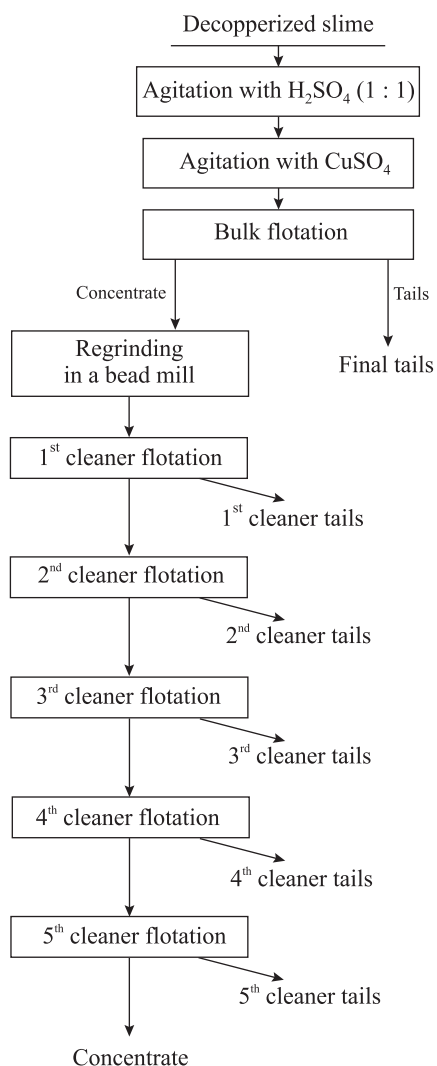 Decopperized slime
Agitation with H₂SO₄ (1 : 1)
Agitation with CuSO₄
Bulk flotation
Concentrate
Tails
Regrinding
in a bead mill
Final tails
1ˢᵗ cleaner flotation
1ˢᵗ cleaner tails
2ⁿᵈ cleaner flotation
2ⁿᵈ cleaner tails
3ʳᵈ cleaner flotation
3ʳᵈ cleaner tails
4ᵗʰ cleaner flotation
4ᵗʰ cleaner tails
5ᵗʰ cleaner flotation
5ᵗʰ cleaner tails
Concentrate